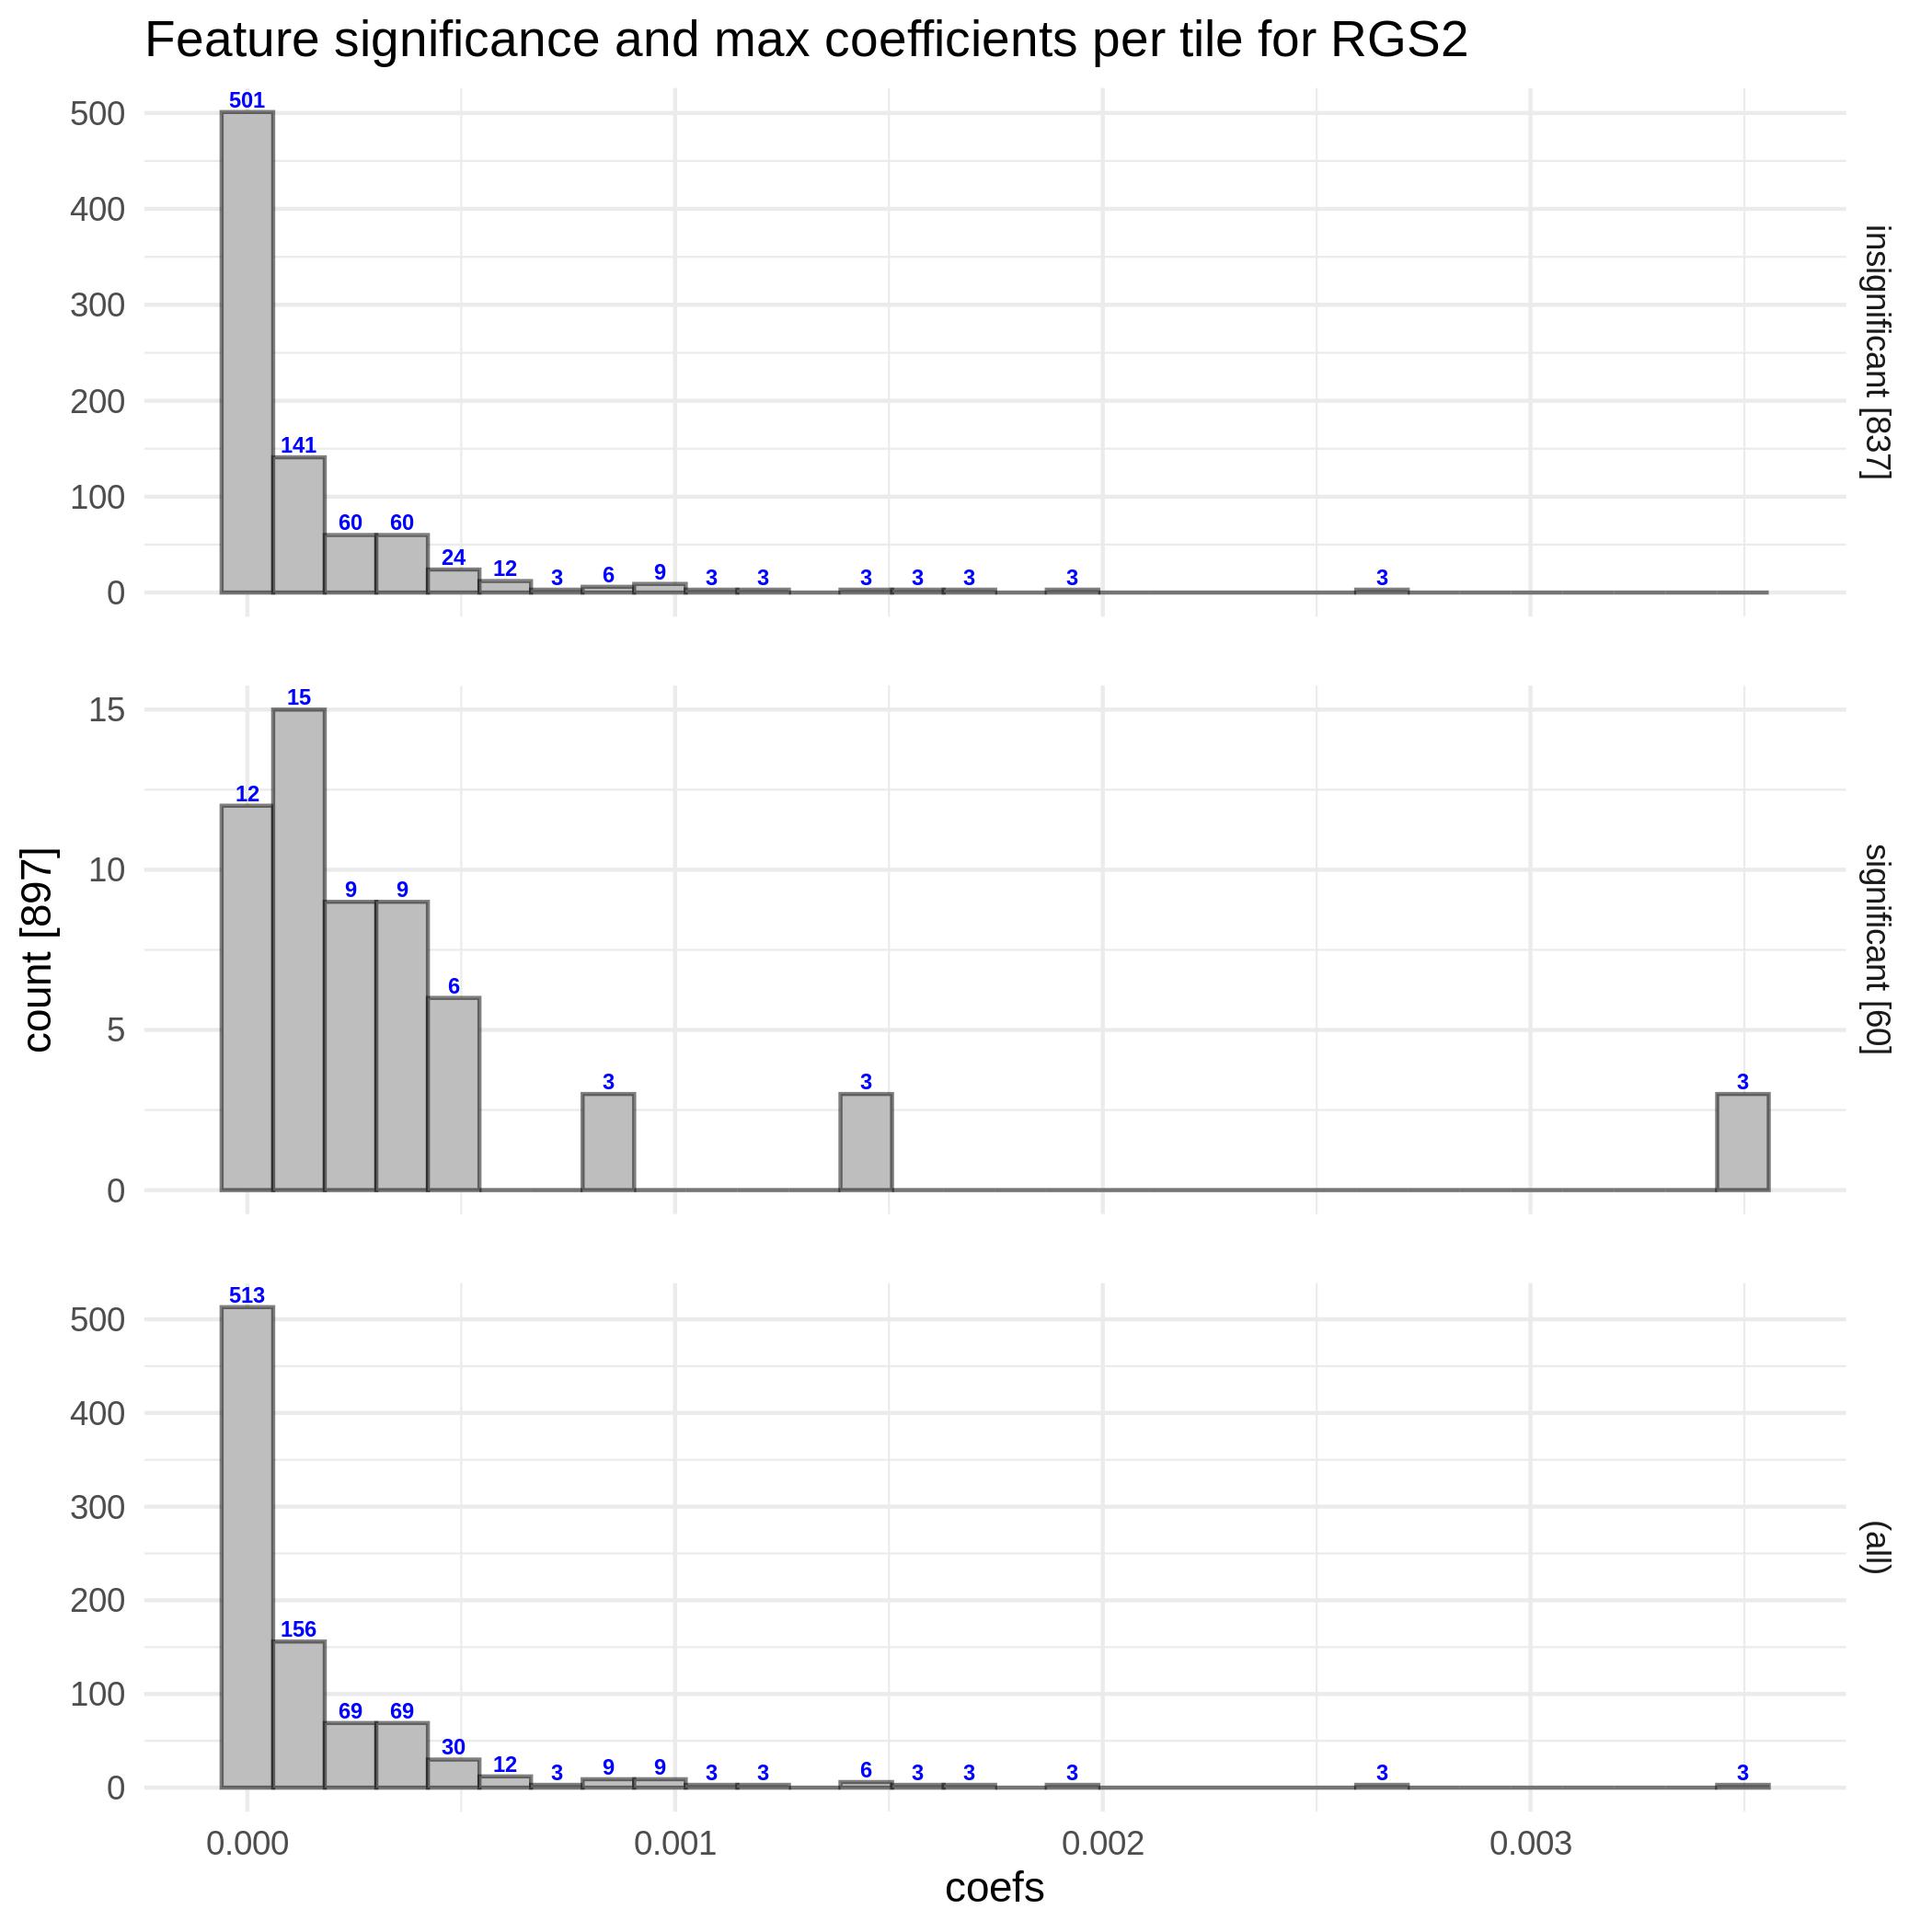 Feature significance and max coefficients per tile for RGS2
501
500
400
300
200
141
100
60 60 24 12 3 6 9 3 3 3 3 3 3 3
0
insignificant [837]
15
15
12
10
9 9
6
5
3 3 3
0
significant [60]
count [897]
513
500
400
300
200
156
100
69 69 30 12 3 9 9 3 3 6 3 3 3 3 3
0
(all)
0.000 0.001 0.002 0.003
coefs